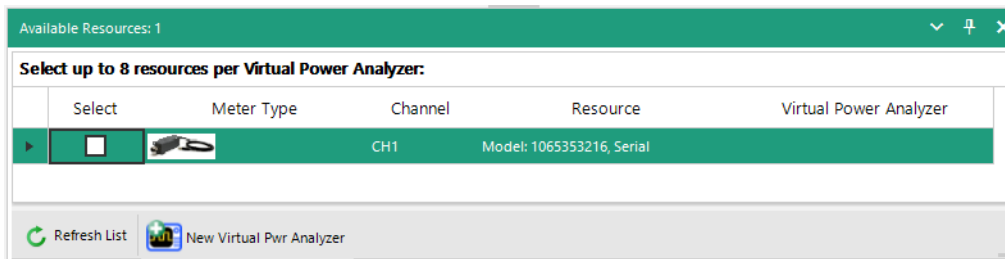 Available Resources: 1
Select up to 8 resources per Virtual Power Analyzer:
Select Meter Type Channel Resource Virtual Power Analyzer
CH1 Model: 1065353216, Serial
Refresh List New Virtual Pwr Analyzer